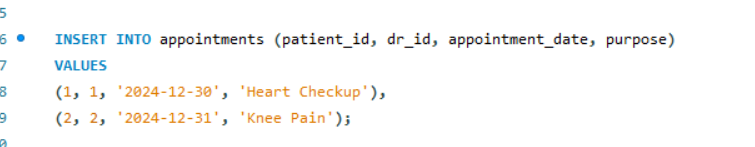 5
6 INSERT INTO appointments (patient_id, dr_id, appointment_date, purpose)
7 VALUES
8 (1, 1, '2024-12-30', 'Heart Checkup'),
9 (2, 2, '2024-12-31', 'Knee Pain');
0